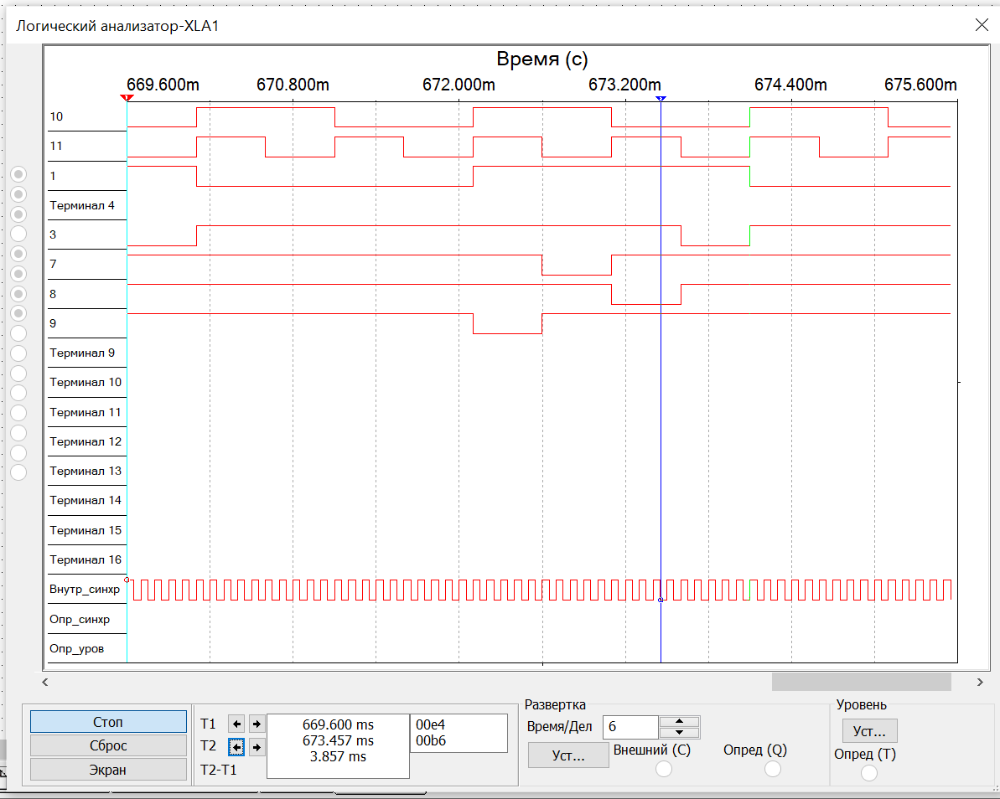 Логический анализатор-XLA1
Время (с)
669.600m 670.800m 672.000m 673.200m 674.400m 675.600m
10
11
1
Терминал 4
3
7
8
9
Терминал 9
Терминал 10
Терминал 11
Терминал 12
Терминал 13
Терминал 14
Терминал 15
Терминал 16
Внутр_синхр
Опр_синхр
Опр_уров
Стоп
Сброс
Экран
T1
T2
T2-T1
669.600 ms
673.457 ms
3.857 ms
00e4
00b6
Развертка
Время/Дел 6
Уст...
Внешний (С)
Опред (Q)
Уровень
Уст...
Опред (Т)